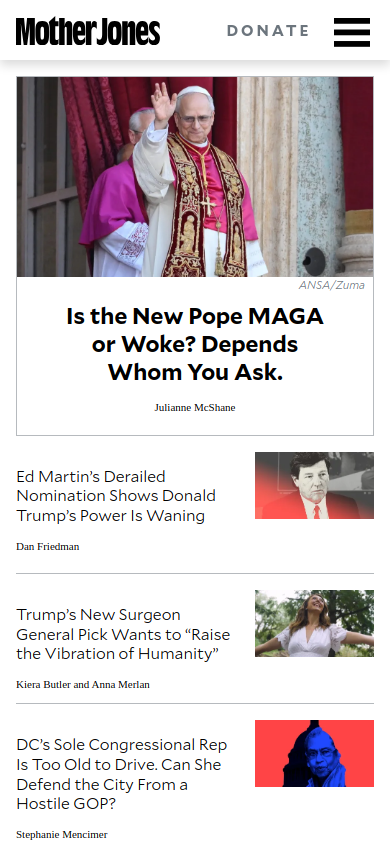 Mother Jones
DONATE
ANSA/Zuma
Is the New Pope MAGA
or Woke? Depends
Whom You Ask.
Julianne McShane
Ed Martin’s Derailed
Nomination Shows Donald
Trump’s Power Is Waning
Dan Friedman
Trump’s New Surgeon
General Pick Wants to “Raise
the Vibration of Humanity”
Kiera Butler and Anna Merlan
DC’s Sole Congressional Rep
Is Too Old to Drive. Can She
Defend the City From a
Hostile GOP?
Stephanie Mencimer